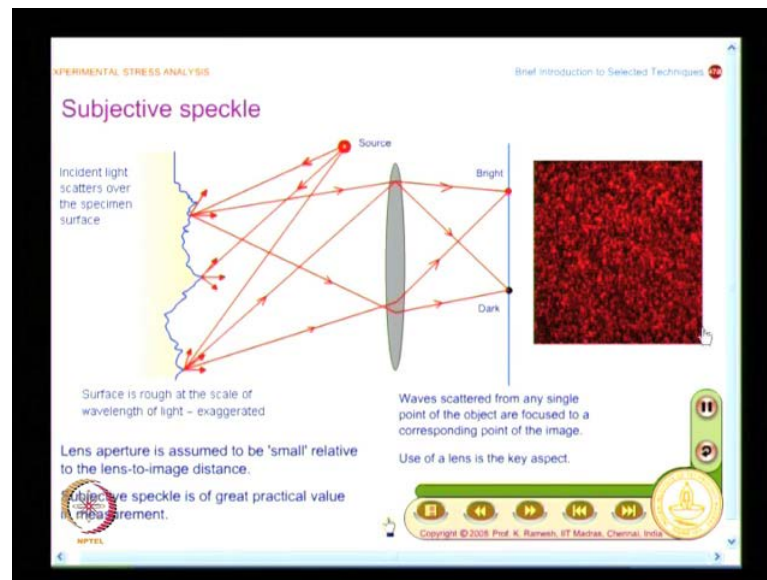 XPERIMENTAL STRESS ANALYSIS
Brief Introduction to Selected Techniques
Subjective speckle
Source
Incident light
scatters over
the specimen
surface
Bright
Dark
Surface is rough at the scale of
wavelength of light – exaggerated
Waves scattered from any single
point of the object are focused to a
corresponding point of the image.
Use of a lens is the key aspect.
Lens aperture is assumed to be 'small' relative
to the lens-to-image distance.
Subjective speckle is of great practical value
in measurement.
NPTEL
Copyright © 2008 Prof. K. Ramesh, IIT Madras, Chennai, India